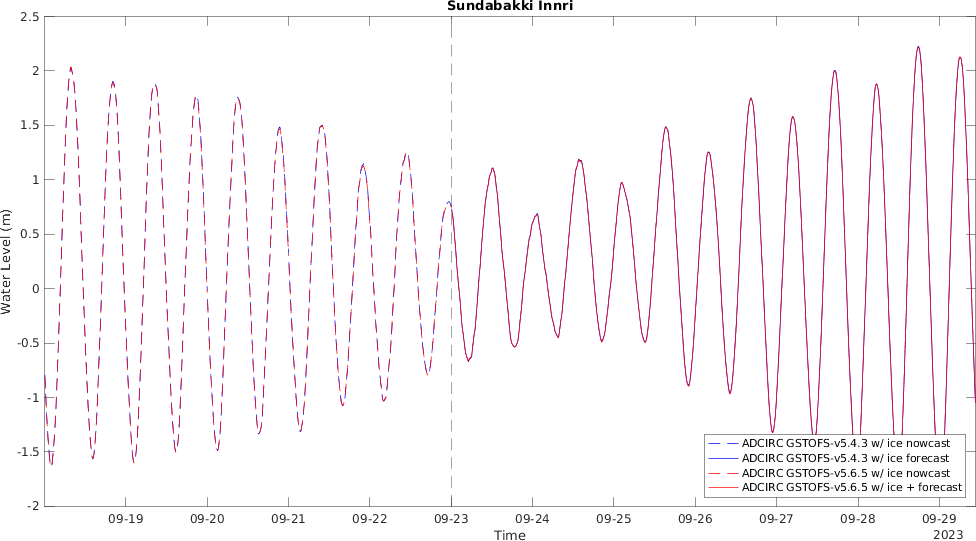 Sundabakki Innri
2.5
2
1.5
1
0.5
0
-0.5
-1
-1.5
-2
Water Level (m)
09-19 09-20 09-21 09-22 09-23 09-24 09-25 09-26 09-27 09-28 09-29
Time
2023
ADCIRC GSTOFS-v5.4.3 w/ ice nowcast
ADCIRC GSTOFS-v5.4.3 w/ ice forecast
ADCIRC GSTOFS-v5.6.5 w/ ice nowcast
ADCIRC GSTOFS-v5.6.5 w/ ice + forecast